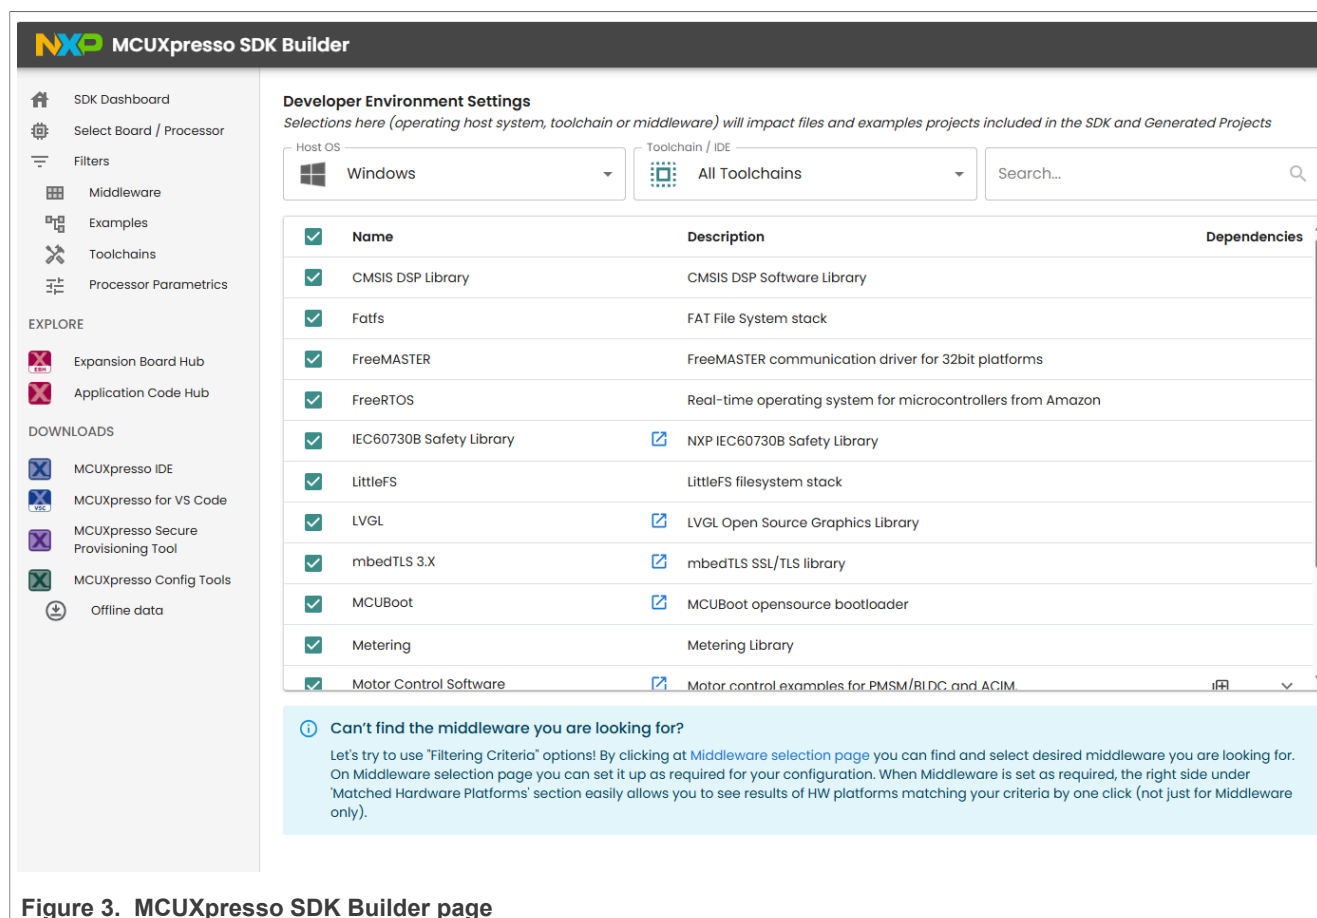 NXP MCUXpresso SDK Builder
SDK Dashboard
Select Board / Processor
Filters
Middleware
Examples
Toolchains
Processor Parametrics
EXPLORE
EBH
Expansion Board Hub
Application Code Hub
DOWNLOADS
MCUXpresso IDE
VSC
MCUXpresso for VS Code
MCUXpresso Secure
Provisioning Tool
MCUXpresso Config Tools
Offline data
Developer Environment Settings
Selections here (operating host system, toolchain or middleware) will impact files and examples projects included in the SDK and Generated Projects
Host OS
Windows
Toolchain / IDE
All Toolchains
Search...
Name Description Dependencies
CMSIS DSP Library CMSIS DSP Software Library
Fatfs FAT File System stack
FreeMASTER FreeMASTER communication driver for 32bit platforms
FreeRTOS Real-time operating system for microcontrollers from Amazon
IEC60730B Safety Library NXP IEC60730B Safety Library
LittleFS LittleFS filesystem stack
LVGL LVGL Open Source Graphics Library
mbedTLS 3.X mbedTLS SSL/TLS library
MCUBoot MCUBoot opensource bootloader
Metering Metering Library
Motor Control Software Motor control examples for PMSM/BLDC and ACIM.
Can't find the middleware you are looking for?
Let's try to use "Filtering Criteria" options! By clicking at Middleware selection page you can find and select desired middleware you are looking for.
On Middleware selection page you can set it up as required for your configuration. When Middleware is set as required, the right side under
'Matched Hardware Platforms' section easily allows you to see results of HW platforms matching your criteria by one click (not just for Middleware
only).
Figure 3. MCUXpresso SDK Builder page